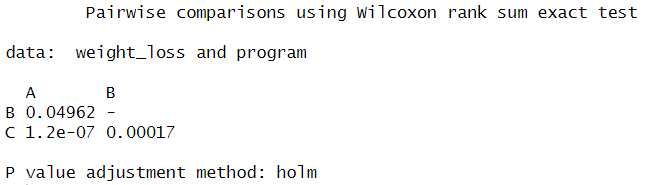 Pairwise comparisons using Wilcoxon rank sum exact test
data:  weight_loss and program
  A       B
B 0.04962 -
C 1.2e-07 0.00017
P value adjustment method: holm